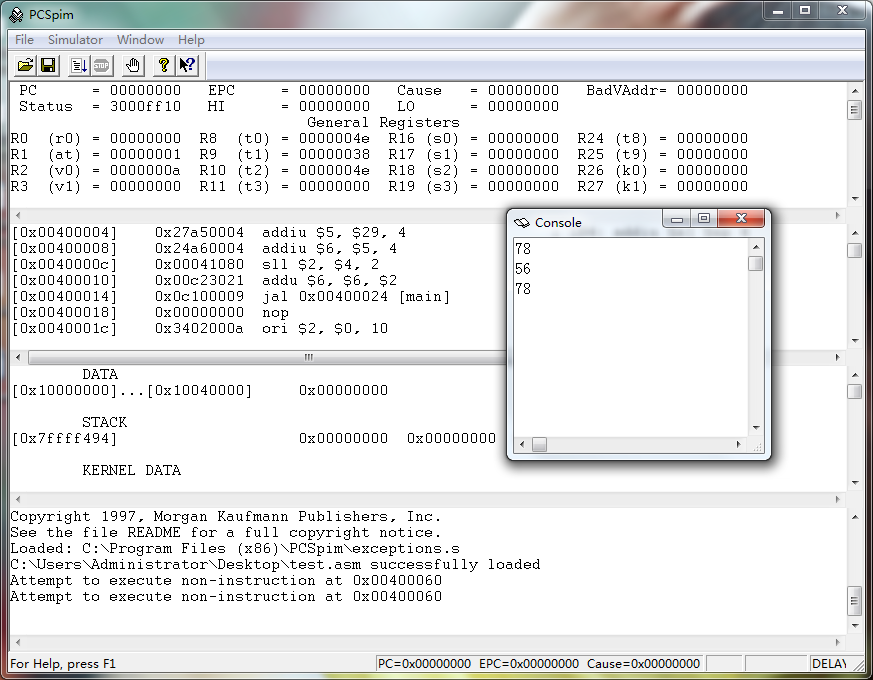 PCSpim
File Simulator Window Help
STOP
PC = 00000000 EPC = 00000000 Cause = 00000000 BadVAddr= 00000000
Status = 3000ff10 HI = 00000000 LO = 00000000
General Registers
R0 (r0) = 00000000 R8 (t0) = 0000004e R16 (s0) = 00000000 R24 (t8) = 00000000
R1 (at) = 00000001 R9 (t1) = 00000038 R17 (s1) = 00000000 R25 (t9) = 00000000
R2 (v0) = 0000000a R10 (t2) = 0000004e R18 (s2) = 00000000 R26 (k0) = 00000000
R3 (v1) = 00000000 R11 (t3) = 00000000 R19 (s3) = 00000000 R27 (k1) = 00000000
[0x00400004] 0x27a50004 addiu $5, $29, 4
[0x00400008] 0x24a60004 addiu $6, $5, 4
[0x0040000c] 0x00041080 sll $2, $4, 2
[0x00400010] 0x00c23021 addu $6, $6, $2
[0x00400014] 0x0c100009 jal 0x00400024 [main]
[0x00400018] 0x00000000 nop
[0x0040001c] 0x3402000a ori $2, $0, 10
Console
78
56
78
DATA
[0x10000000]...[0x10040000] 0x00000000
STACK
[0x7ffff494] 0x00000000 0x00000000
KERNEL DATA
Copyright 1997, Morgan Kaufmann Publishers, Inc.
See the file README for a full copyright notice.
Loaded: C:\Program Files (x86)\PCSpim\exceptions.s
C:\Users\Administrator\Desktop\test.asm successfully loaded
Attempt to execute non-instruction at 0x00400060
Attempt to execute non-instruction at 0x00400060
For Help, press F1
PC=0x00000000 EPC=0x00000000 Cause=0x00000000
DELAY